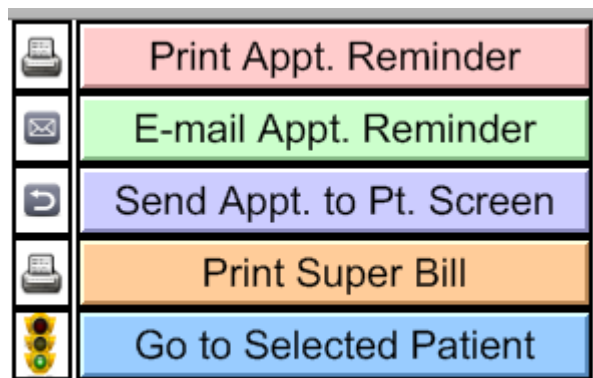 Print Appt. Reminder
E-mail Appt. Reminder
Send Appt. to Pt. Screen
Print Super Bill
Go to Selected Patient